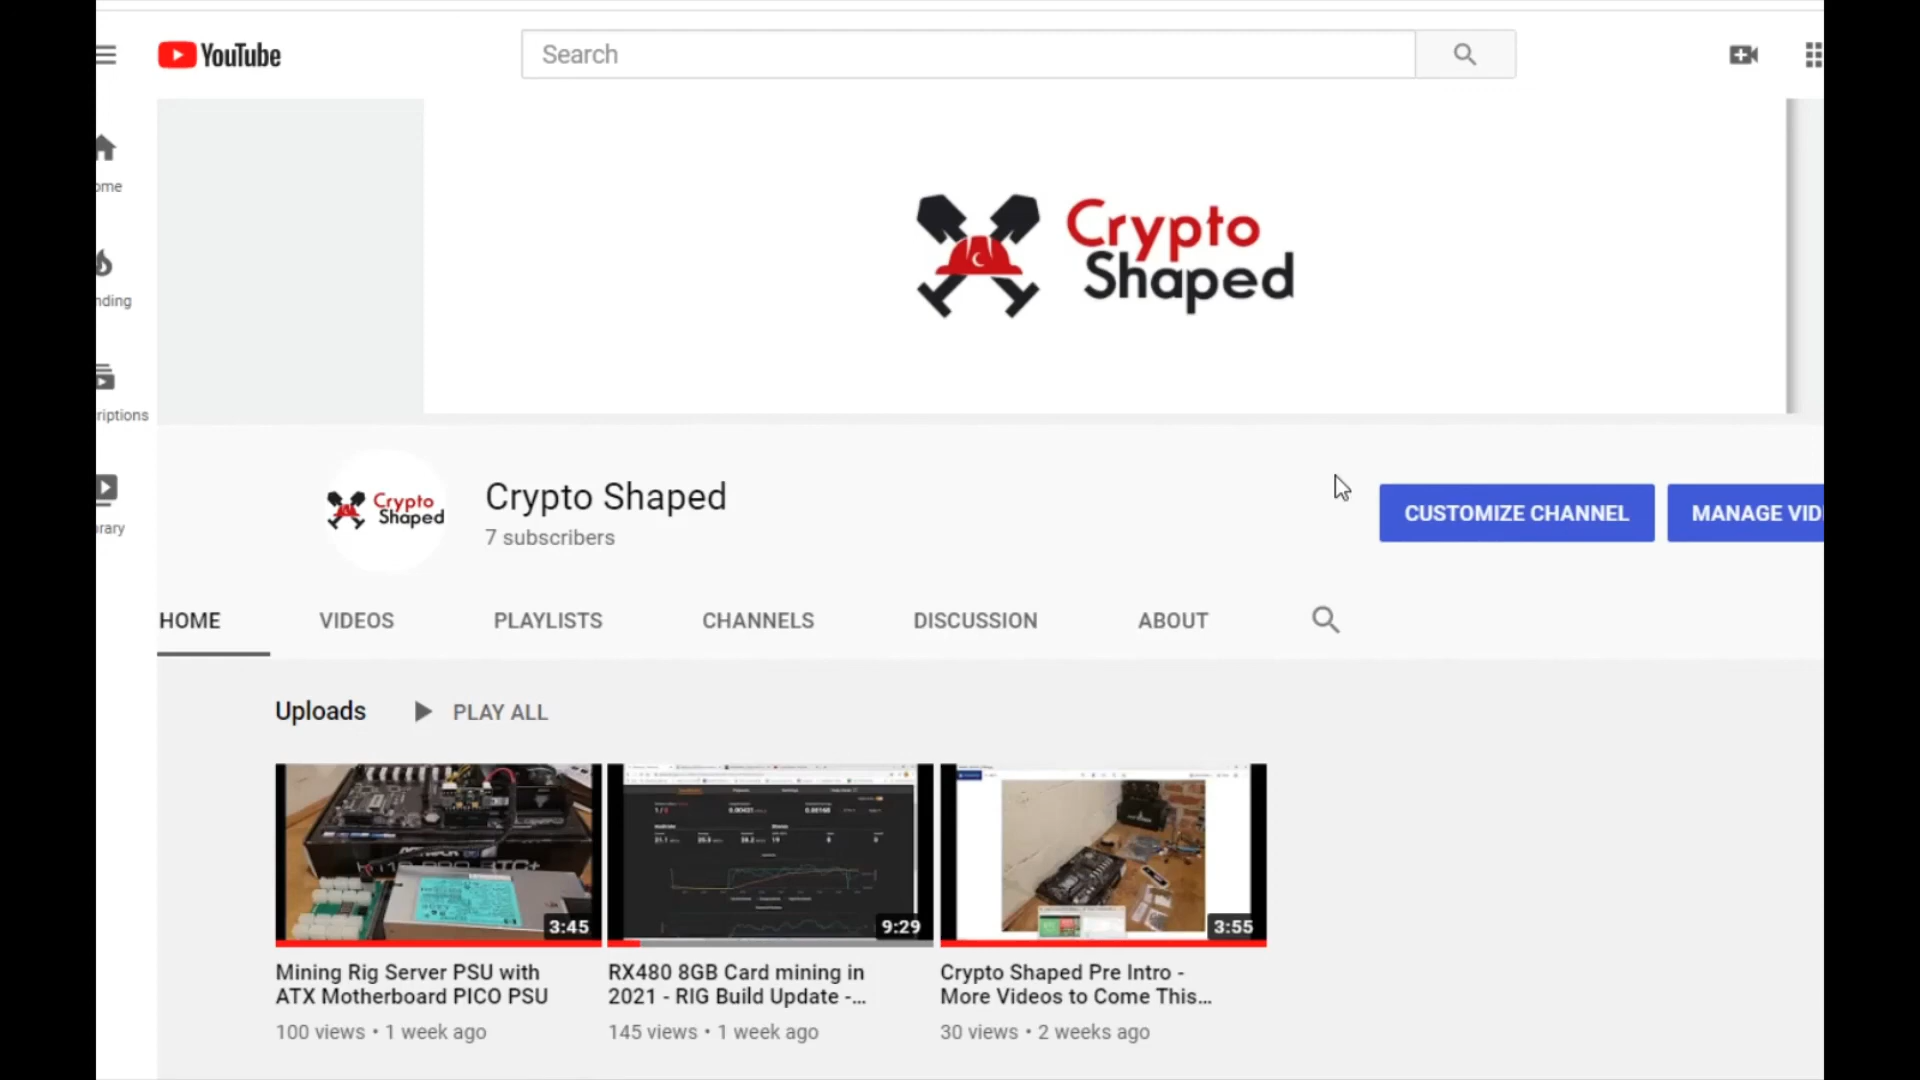 YouTube
Search
ome
nding
riptions
rary
Crypto
Shaped
Crypto
Shaped
Crypto Shaped
7 subscribers
CUSTOMIZE CHANNEL
MANAGE VID
HOME
VIDEOS
PLAYLISTS
CHANNELS
DISCUSSION
ABOUT
Uploads
PLAY ALL
3:45
9:29
3:55
Mining Rig Server PSU with
ATX Motherboard PICO PSU
100 views • 1 week ago
RX480 8GB Card mining in
2021 - RIG Build Update -...
145 views • 1 week ago
Crypto Shaped Pre Intro -
More Videos to Come This...
30 views • 2 weeks ago